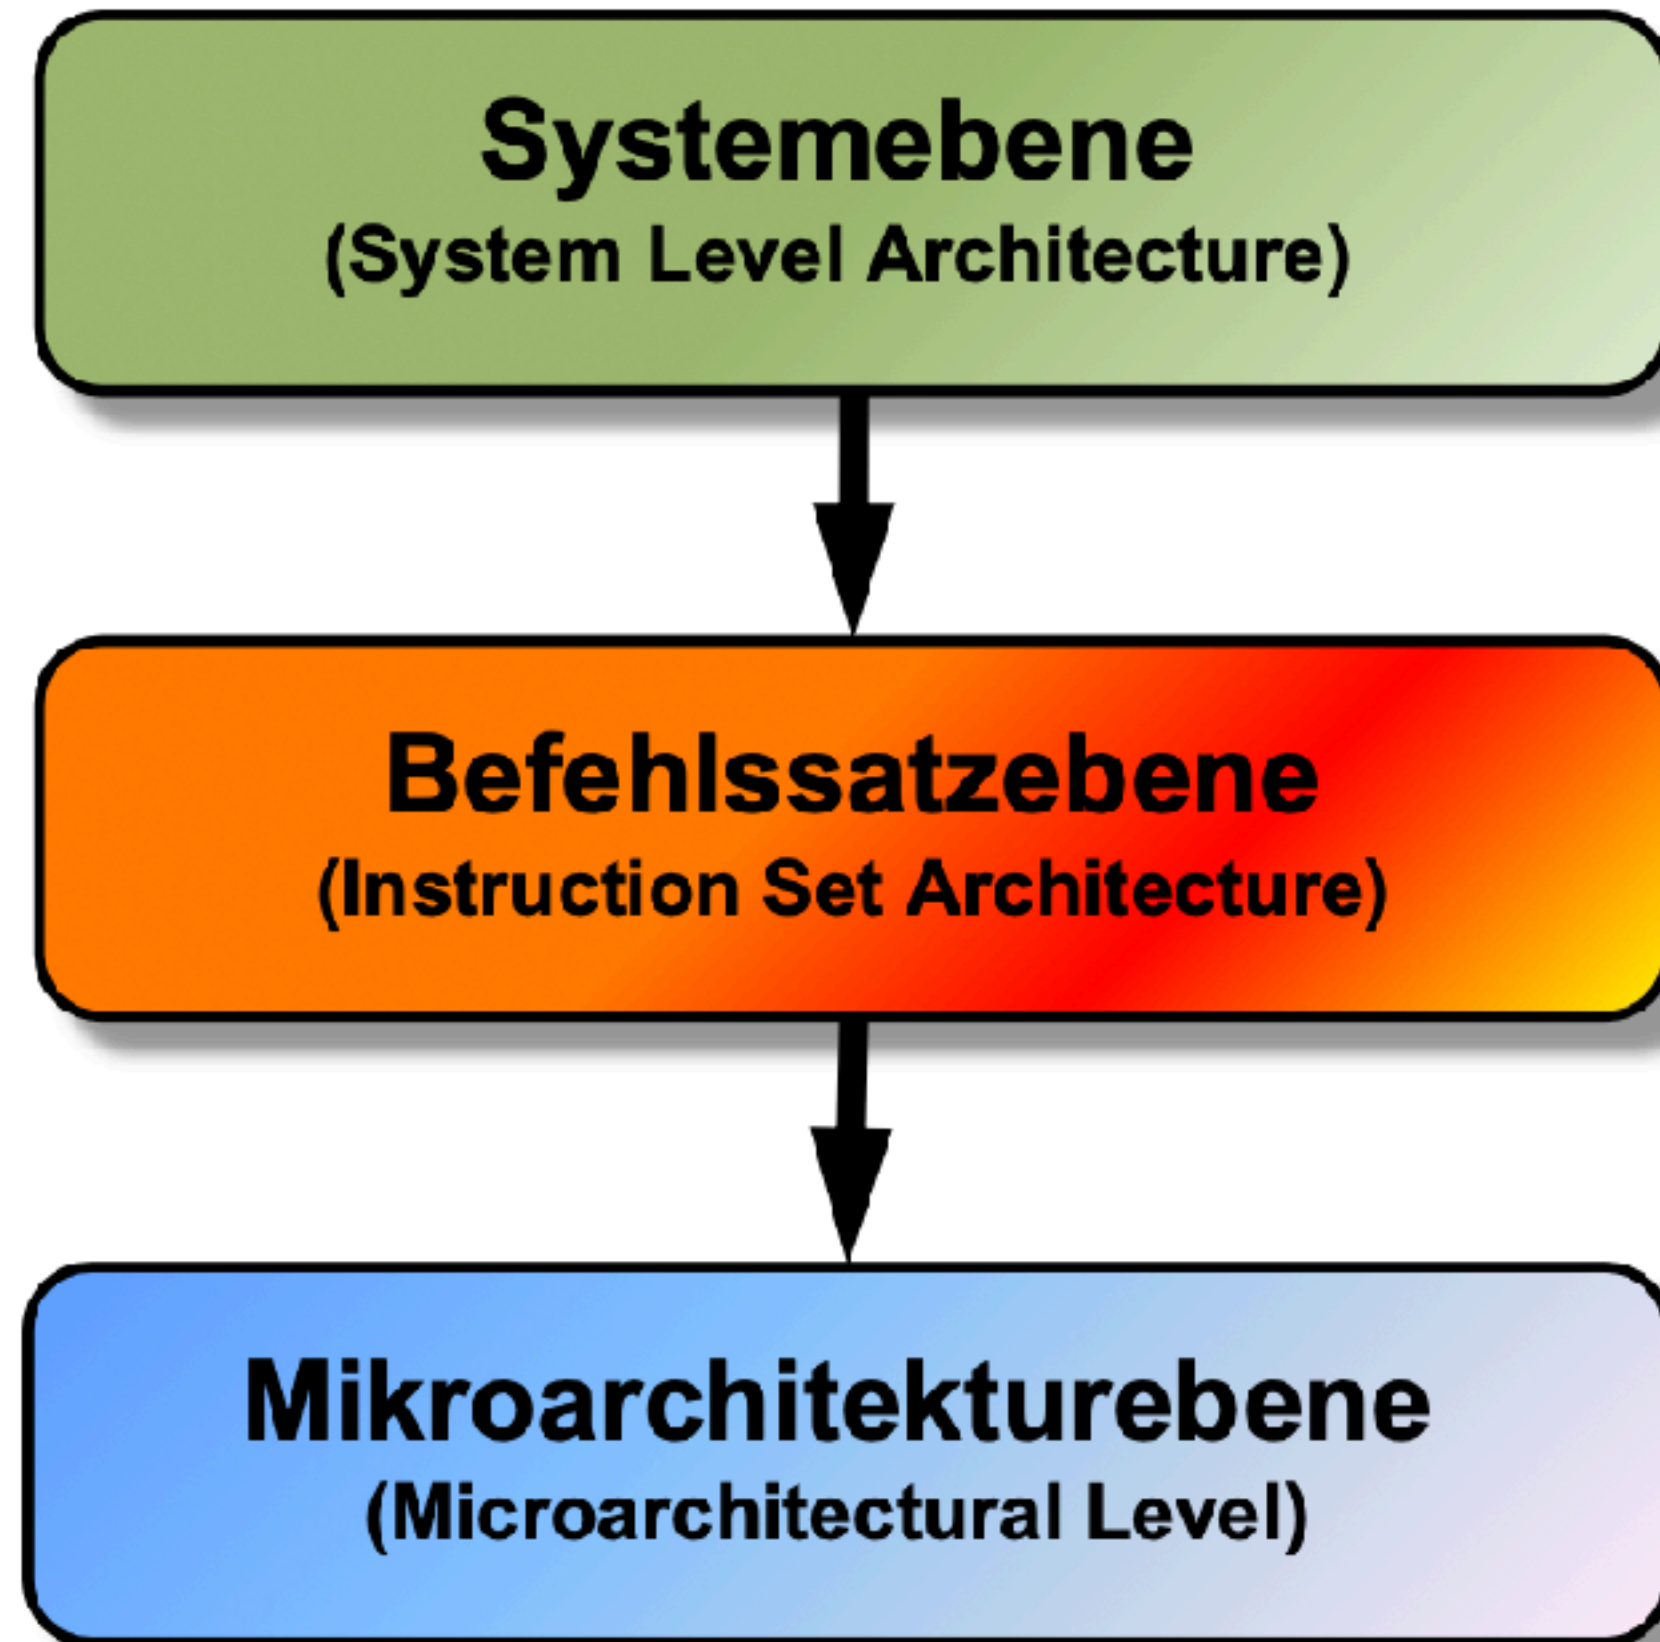 Systemebene
(System Level Architecture)
Befehlssatzebene
(Instruction Set Architecture)
Mikroarchitekturebene
(Microarchitectural Level)